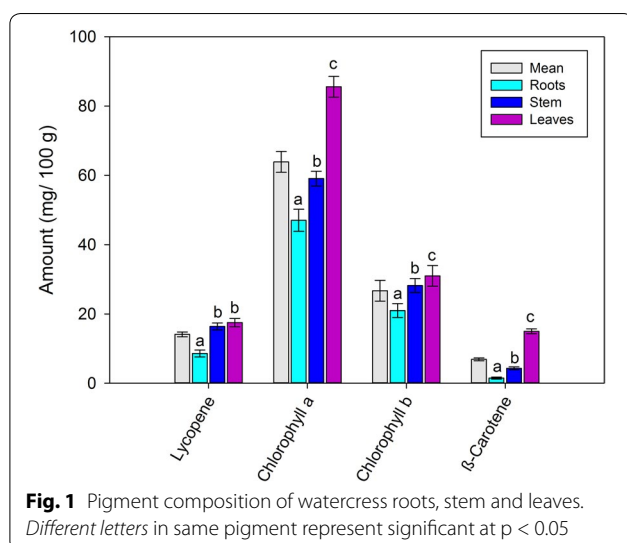 100
80
60
40
20
0
Amount (mg/ 100 g)
Mean
Roots
Stem
Leaves
a
b
b
a
b
c
a
b
c
a
b
c
Lycopene
Chlorophyll a
Chlorophyll b
ß-Carotene
Fig. 1 Pigment composition of watercress roots, stem and leaves.
Different letters in same pigment represent significant at p < 0.05